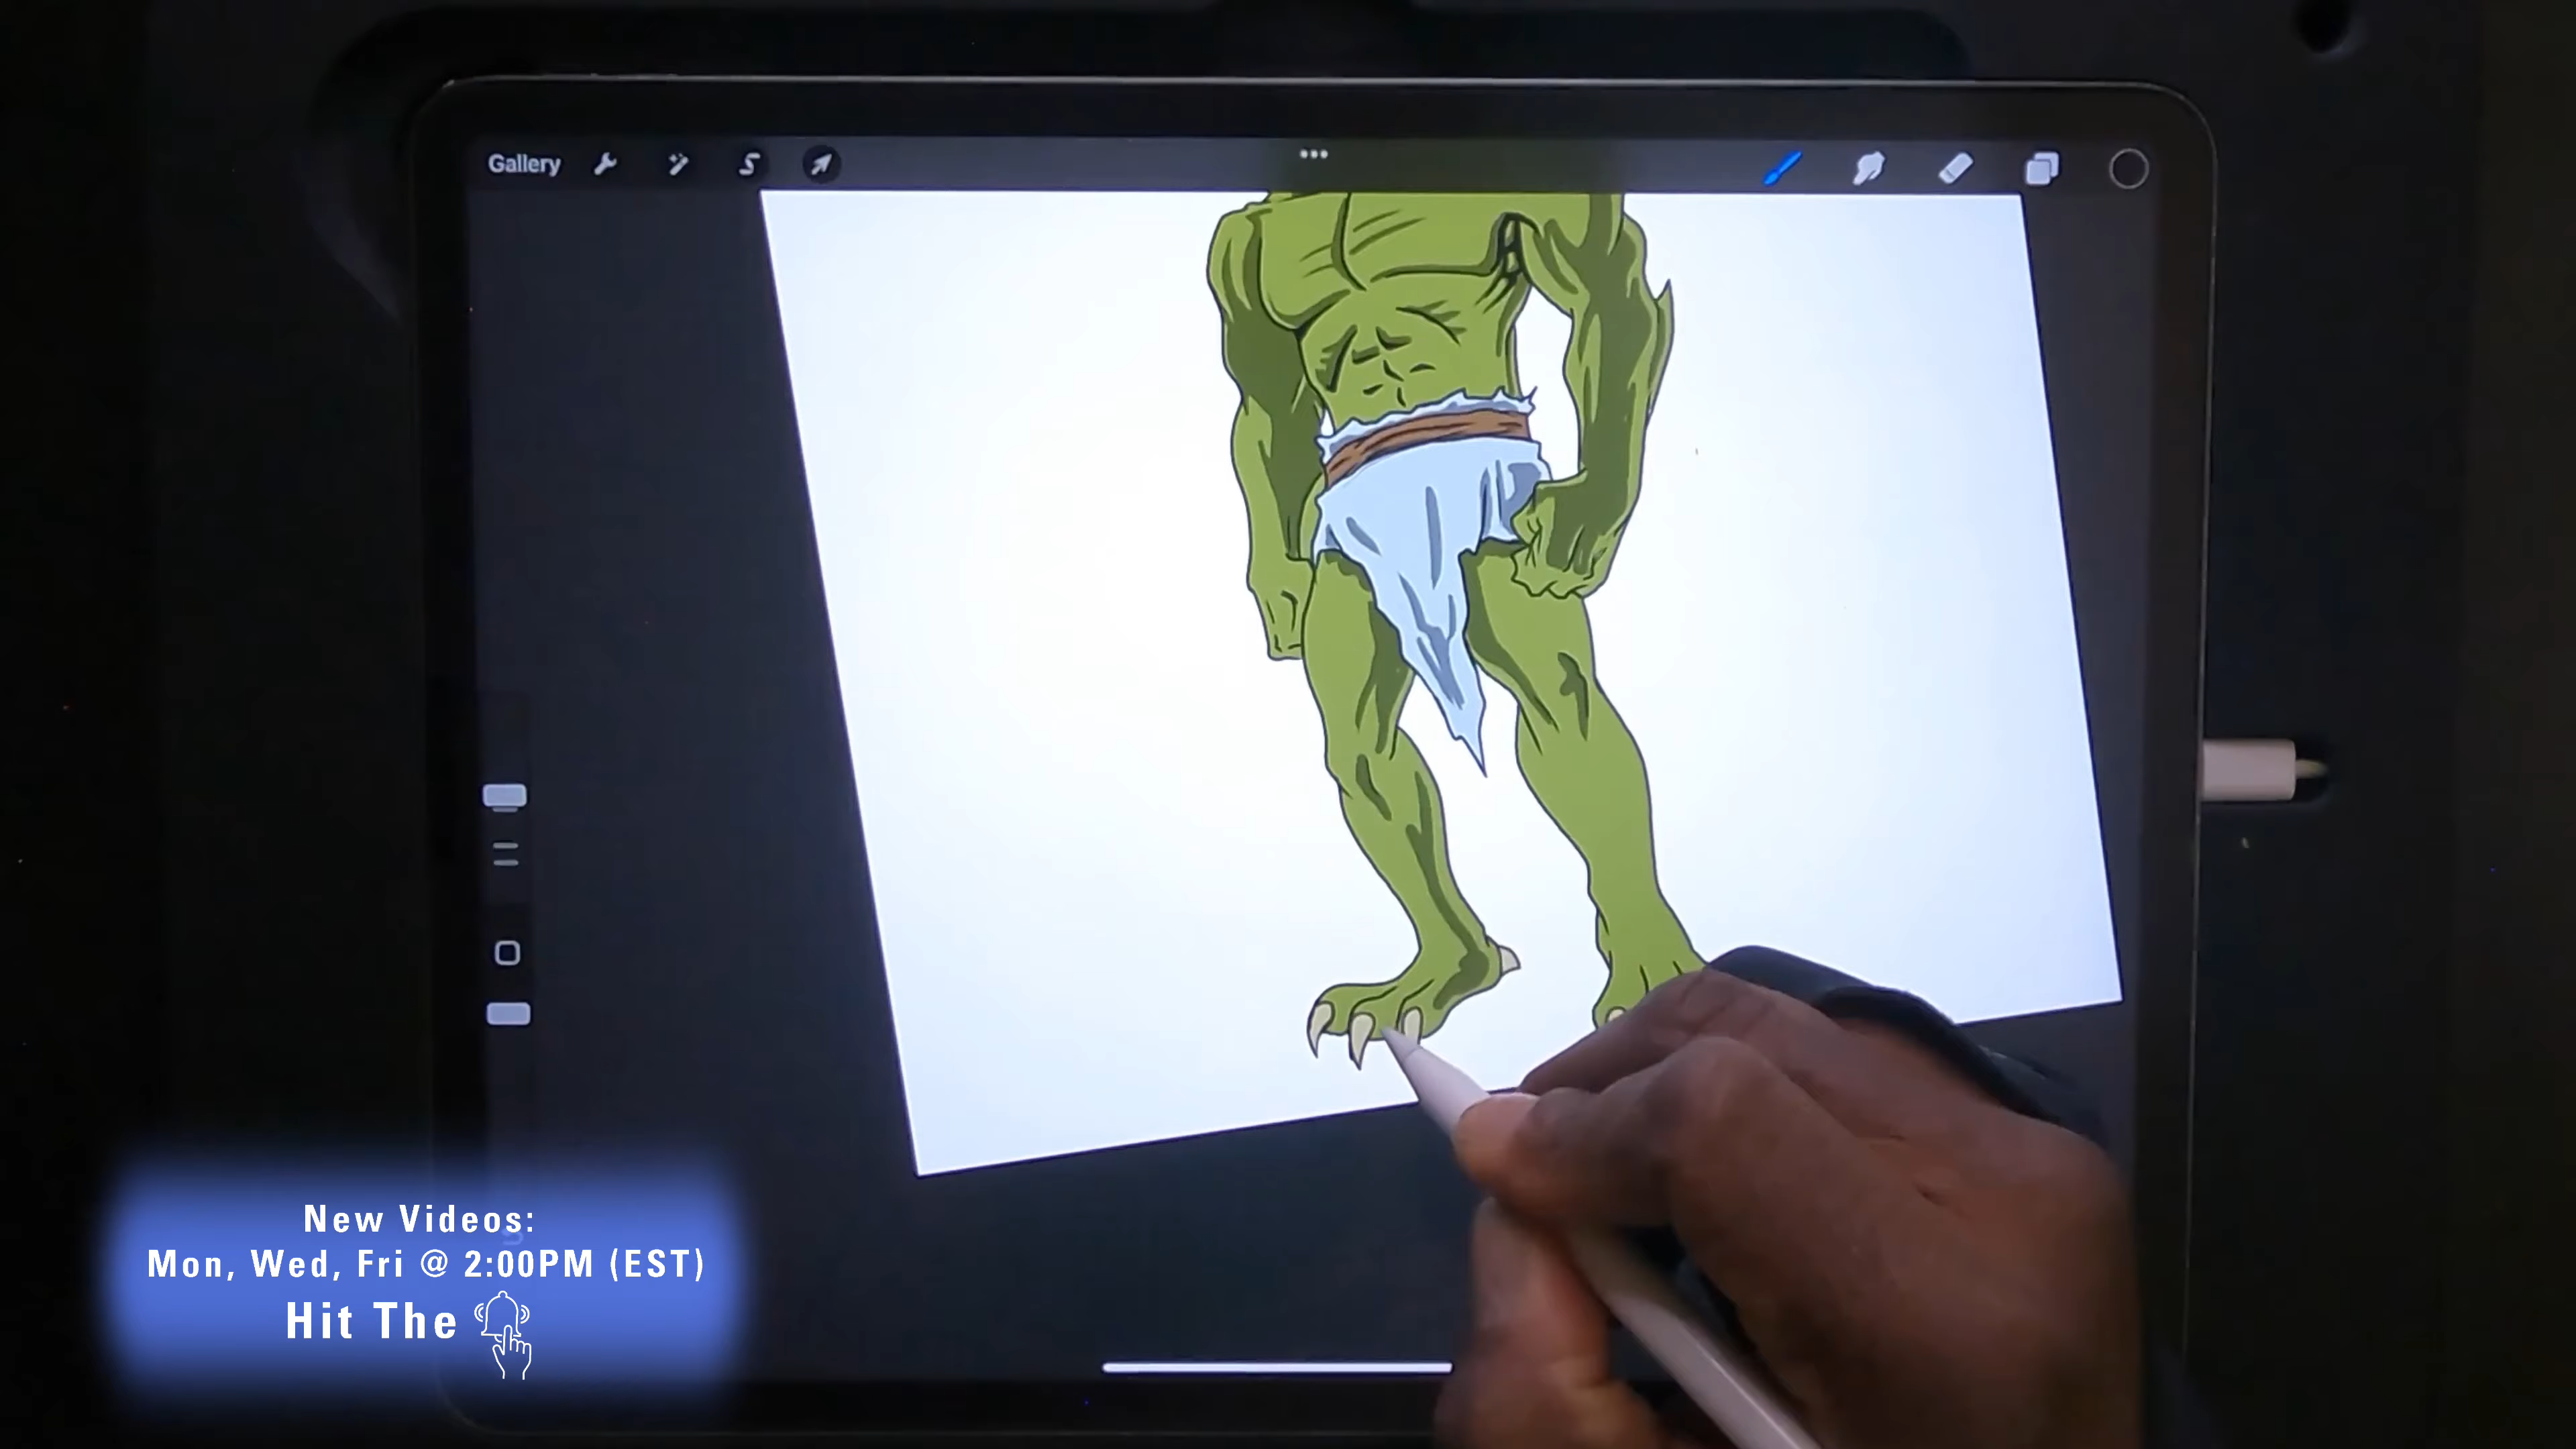 Gallery
New Videos:
Mon, Wed, Fri @ 2:00PM (EST)
Hit The